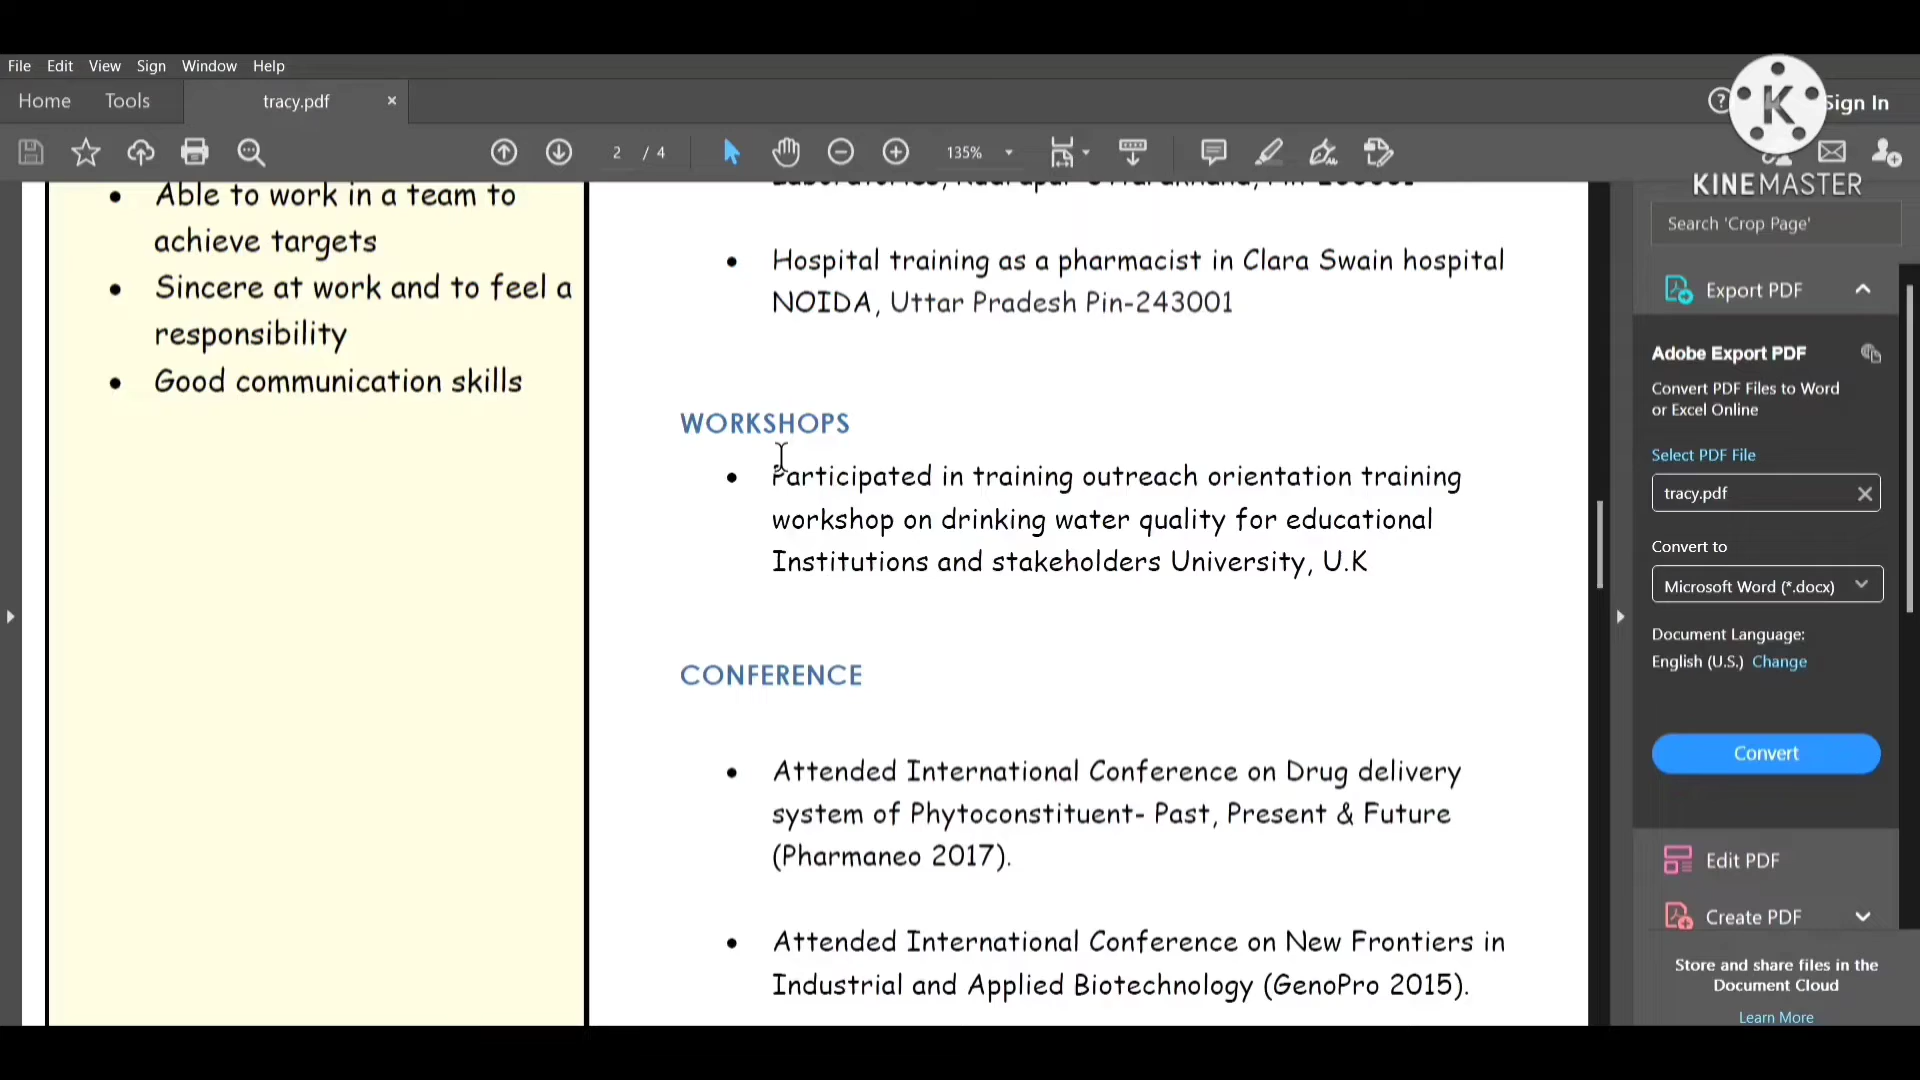 File Edit View Sign Window Help
Home Tools tracy.pdf × ? Sign In
2 / 4 135%
K
KINEMASTER
Able to work in a team to
achieve targets
Sincere at work and to feel a
responsibility
Good communication skills
Hospital training as a pharmacist in Clara Swain hospital
NOIDA, Uttar Pradesh Pin-243001
WORKSHOPS
Participated in training outreach orientation training
workshop on drinking water quality for educational
Institutions and stakeholders University, U.K
CONFERENCE
Attended International Conference on Drug delivery
system of Phytoconstituent- Past, Present & Future
(Pharmaneo 2017).
Attended International Conference on New Frontiers in
Industrial and Applied Biotechnology (GenoPro 2015).
Search 'Crop Page'
Export PDF
Adobe Export PDF
Convert PDF Files to Word
or Excel Online
Select PDF File
tracy.pdf
Convert to
Microsoft Word (*.docx)
Document Language:
English (U.S.) Change
Convert
Edit PDF
Create PDF
Store and share files in the
Document Cloud
Learn More